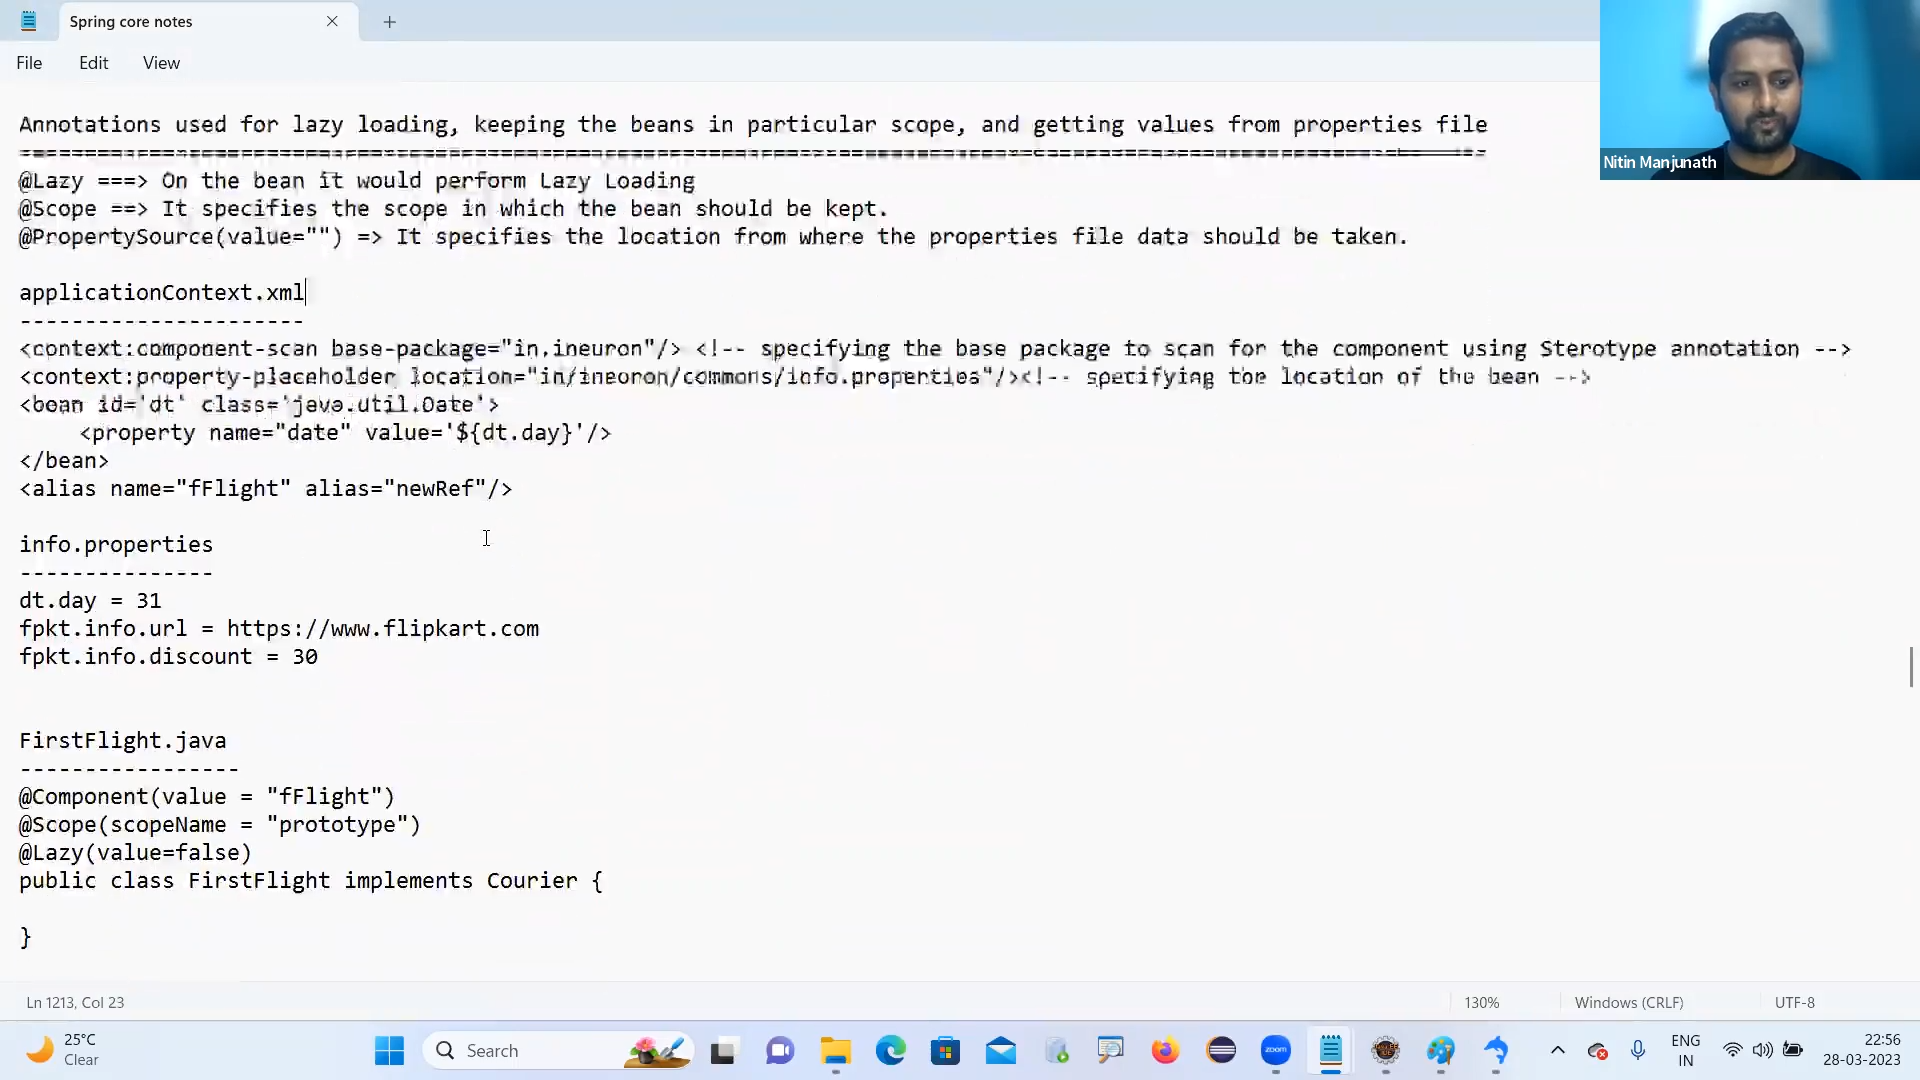 Spring core notes
File Edit View
Nitin Manjunath
Annotations used for lazy loading, keeping the beans in particular scope, and getting values from properties file
=================================================================================================================
@Lazy ===> On the bean it would perform Lazy Loading
@Scope ==> It specifies the scope in which the bean should be kept.
@PropertySource(value="") => It specifies the location from where the properties file data should be taken.
applicationContext.xml
----------------------
<context:component-scan base-package="in.ineuron"/> <!-- specifying the base package to scan for the component using Sterotype annotation -->
<context:property-placeholder location="in/ineuron/commons/info.properties"/><!-- specifying the location of the bean -->
<bean id='dt' class='java.util.Date'>
<property name="date" value='${dt.day}'/>
</bean>
<alias name="fFlight" alias="newRef"/>
info.properties
---------------
dt.day = 31
fpkt.info.url = https://www.flipkart.com
fpkt.info.discount = 30
FirstFlight.java
-----------------
@Component(value = "fFlight")
@Scope(scopeName = "prototype")
@Lazy(value=false)
public class FirstFlight implements Courier {
}
Ln 1213, Col 23 130% Windows (CRLF) UTF-8
25°C
Clear
Search
zoom
ENG
IN
22:56
28-03-2023